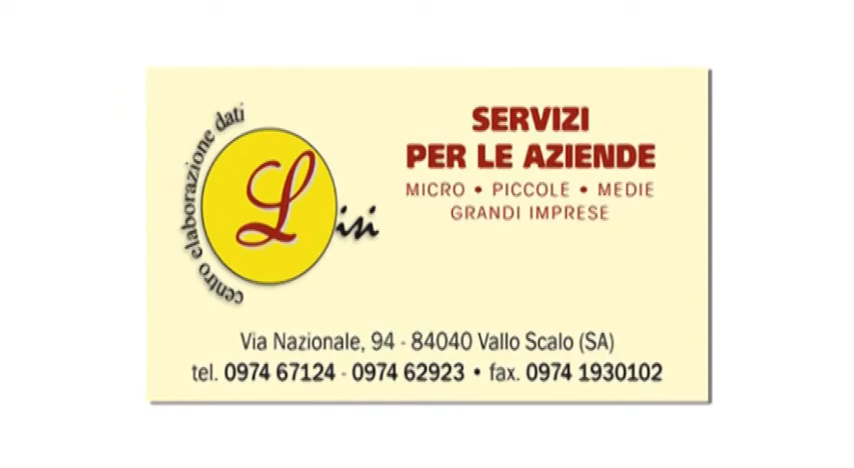 centro elaborazione dati
Lisi
SERVIZI
PER LE AZIENDE
MICRO • PICCOLE • MEDIE
GRANDI IMPRESE
Via Nazionale, 94 - 84040 Vallo Scalo (SA)
tel. 0974 67124 - 0974 62923 • fax. 0974 1930102